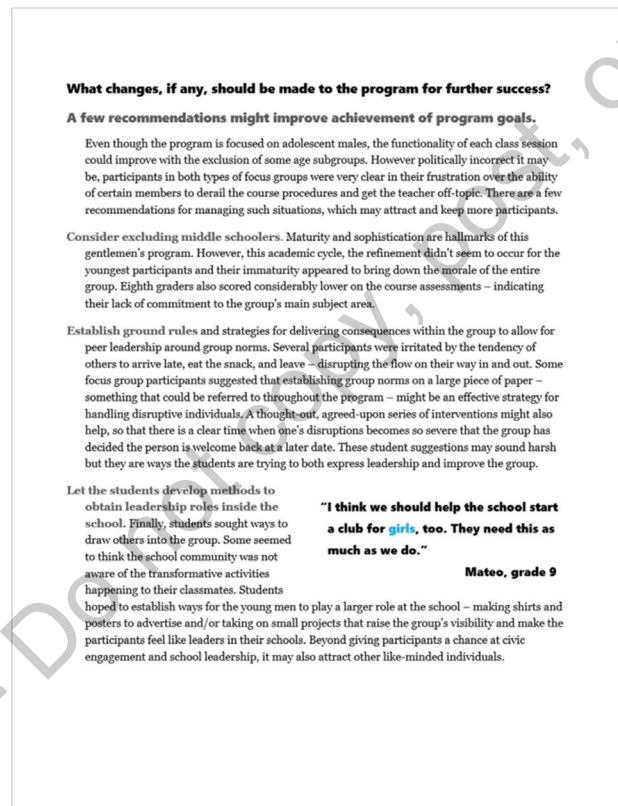 What changes, if any, should be made to the program for further success?
A few recommendations might improve achievement of program goals.
Even though the program is focused on adolescent males, the functionality of each class session
could improve with the exclusion of some age subgroups. However politically incorrect it may
be, participants in both types of focus groups were very clear in their frustration over the ability
of certain members to derail the course procedures and get the teacher off-topic. There are a few
recommendations for managing such situations, which may attract and keep more participants.
Consider excluding middle schoolers. Maturity and sophistication are hallmarks of this
gentlemen's program. However, this academic cycle, the refinement didn't seem to occur for the
youngest participants and their immaturity appeared to bring down the morale of the entire
group. Eighth graders also scored considerably lower on the course assessments – indicating
their lack of commitment to the group's main subject area.
Establish ground rules and strategies for delivering consequences within the group to allow for
peer leadership around group norms. Several participants were irritated by the tendency of
others to arrive late, eat the snack, and leave – disrupting the flow on their way in and out. Some
focus group participants suggested that establishing group norms on a large piece of paper –
something that could be referred to throughout the program – might be an effective strategy for
handling disruptive individuals. A thought-out, agreed-upon series of interventions might also
help, so that there is a clear time when one's disruptions becomes so severe that the group has
decided the person is welcome back at a later date. These student suggestions may sound harsh
but they are ways the students are trying to both express leadership and improve the group.
Let the students develop methods to
obtain leadership roles inside the
school. Finally, students sought ways to
draw others into the group. Some seemed
to think the school community was not
aware of the transformative activities
happening to their classmates. Students
"I think we should help the school start
a club for girls, too. They need this as
much as we do."
Mateo, grade 9
hoped to establish ways for the young men to play a larger role at the school – making shirts and
posters to advertise and/or taking on small projects that raise the group's visibility and make the
participants feel like leaders in their schools. Beyond giving participants a chance at civic
engagement and school leadership, it may also attract other like-minded individuals.
Do not copy, post, or